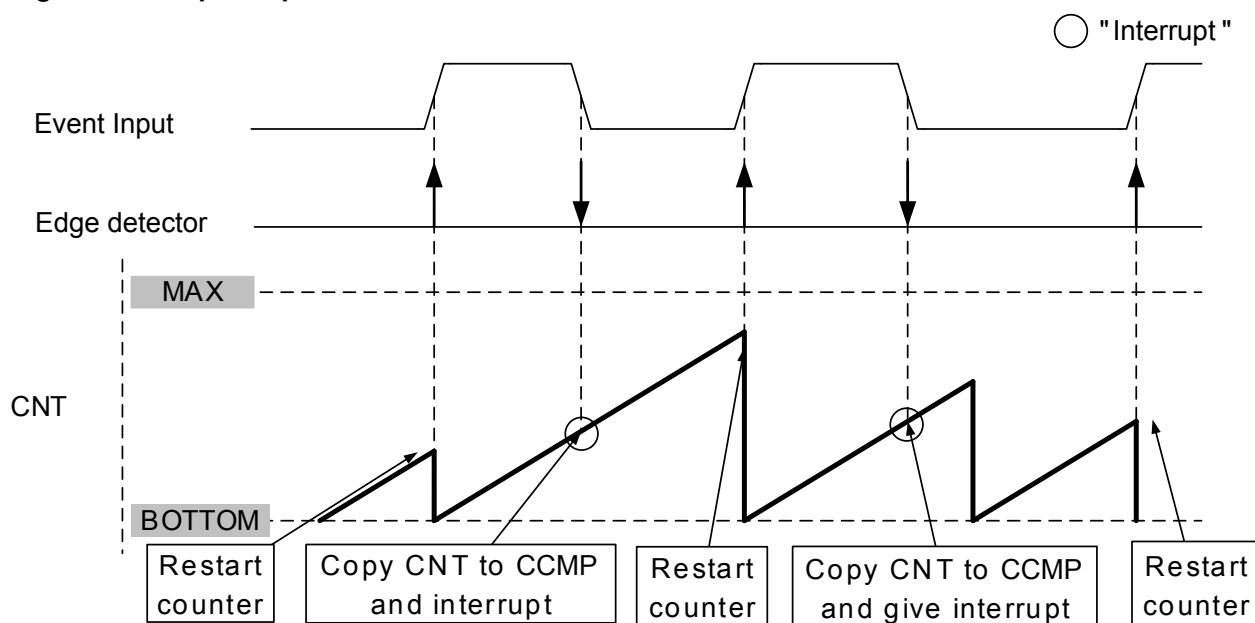 "Interrupt"
Event Input
Edge detector
MAX
CNT
BOTTOM
Restart
counter
Copy CNT to CCMP
and interrupt
Restart
counter
Copy CNT to CCMP
and give interrupt
Restart
counter